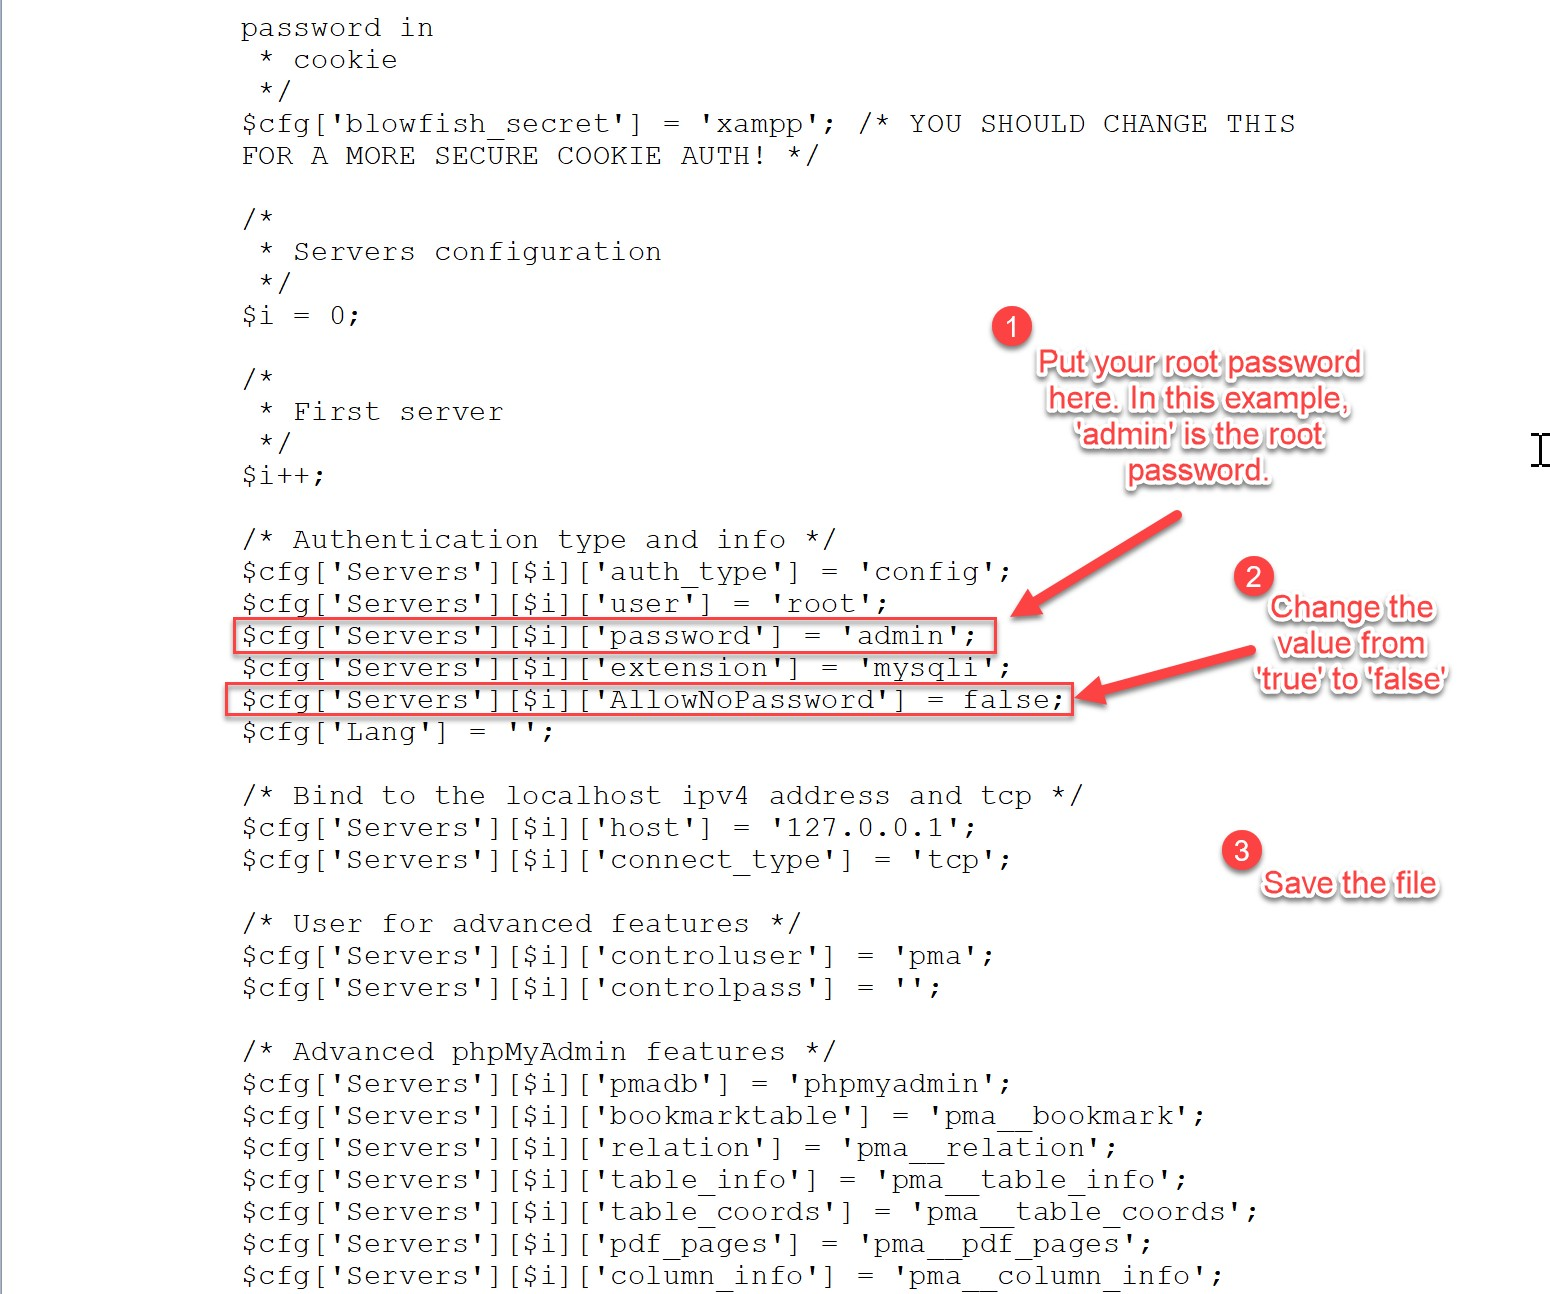 password in
 * cookie
 */
$cfg['blowfish_secret'] = 'xampp'; /* YOU SHOULD CHANGE THIS
FOR A MORE SECURE COOKIE AUTH! */
/*
 * Servers configuration
 */
$i = 0;
/*
 * First server
 */
$i++;
1
Put your root password
here. In this example,
'admin' is the root
password.
/* Authentication type and info */
$cfg['Servers'][$i]['auth_type'] = 'config';
$cfg['Servers'][$i]['user'] = 'root';
$cfg['Servers'][$i]['password'] = 'admin';
$cfg['Servers'][$i]['extension'] = 'mysqli';
$cfg['Servers'][$i]['AllowNoPassword'] = false;
$cfg['Lang'] = '';
2
Change the
value from
'true' to 'false'
/* Bind to the localhost ipv4 address and tcp */
$cfg['Servers'][$i]['host'] = '127.0.0.1';
$cfg['Servers'][$i]['connect_type'] = 'tcp';
3
Save the file
/* User for advanced features */
$cfg['Servers'][$i]['controluser'] = 'pma';
$cfg['Servers'][$i]['controlpass'] = '';
/* Advanced phpMyAdmin features */
$cfg['Servers'][$i]['pmadb'] = 'phpmyadmin';
$cfg['Servers'][$i]['bookmarktable'] = 'pma__bookmark';
$cfg['Servers'][$i]['relation'] = 'pma__relation';
$cfg['Servers'][$i]['table_info'] = 'pma__table_info';
$cfg['Servers'][$i]['table_coords'] = 'pma__table_coords';
$cfg['Servers'][$i]['pdf_pages'] = 'pma__pdf_pages';
$cfg['Servers'][$i]['column_info'] = 'pma__column_info';